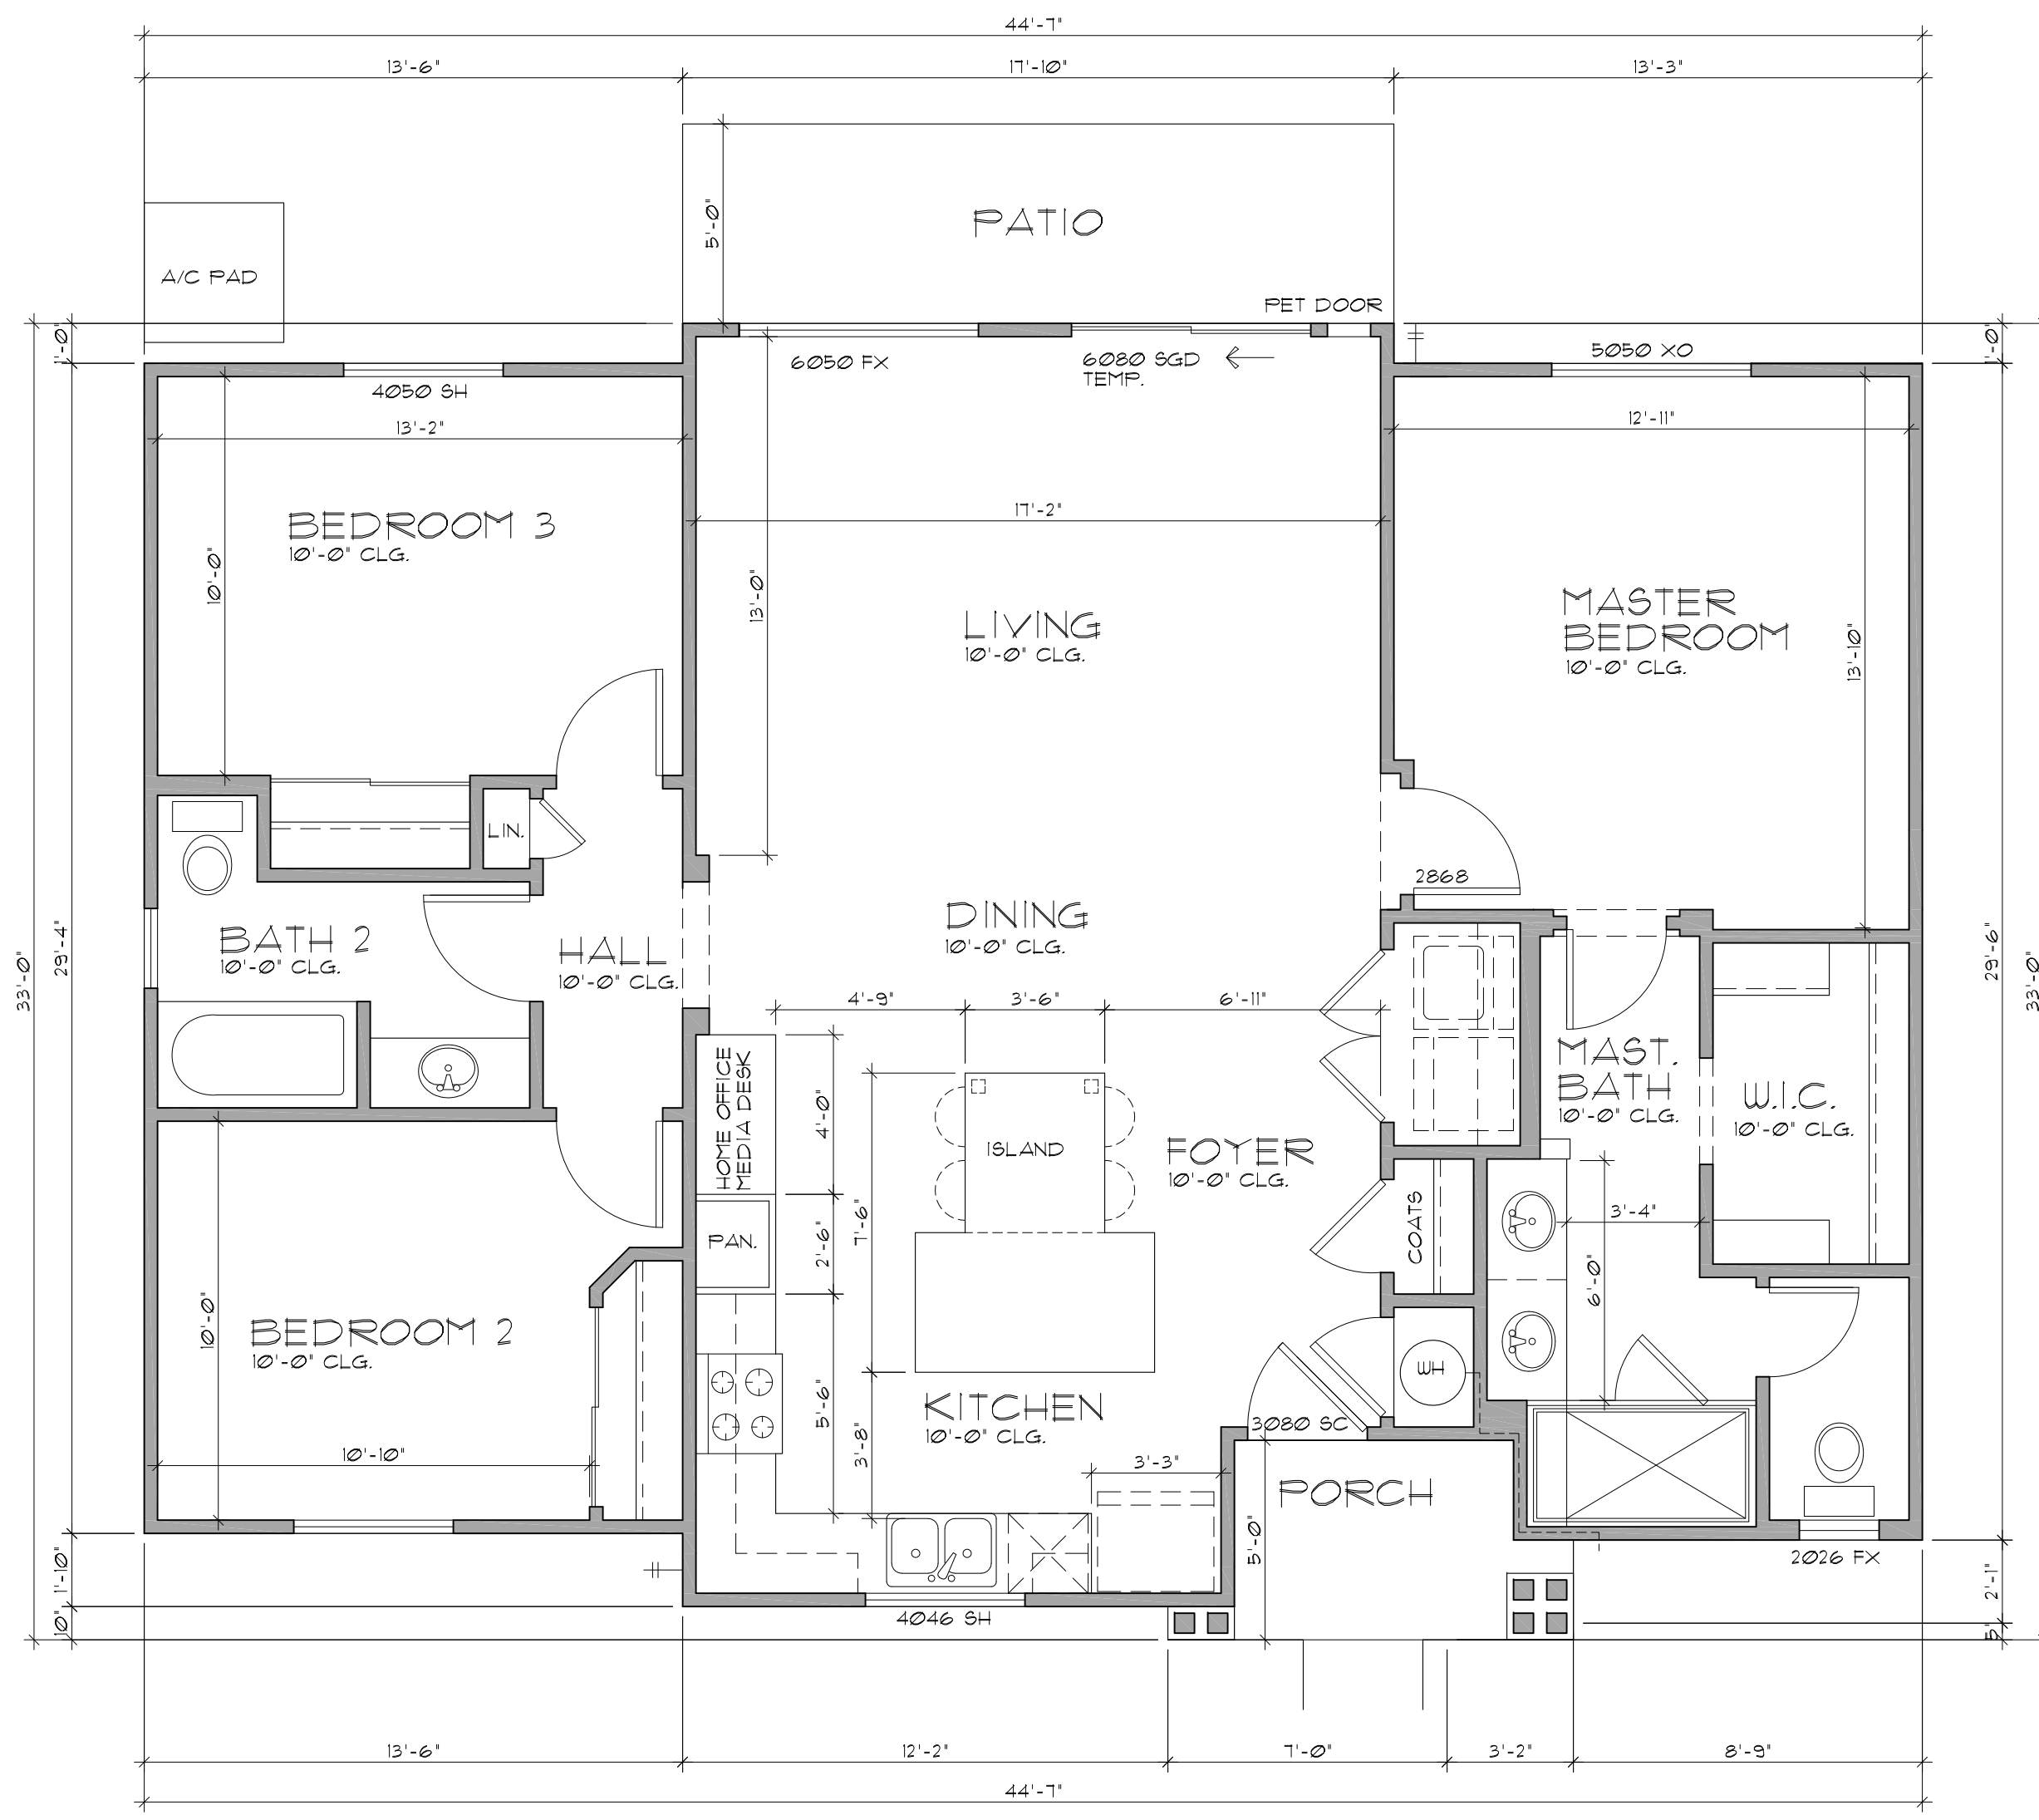 44'-7"
13'-6"
17'-10"
13'-3"
5'-0"
PATIO
A/C PAD
PET DOOR
1'-0"
1'-0"
6050 FX
6080 SGD
TEMP.
5050 XO
4050 SH
13'-2"
12'-11"
17'-2"
BEDROOM 3
10'-0" CLG.
10'-0"
13'-0"
LIVING
10'-0" CLG.
MASTER
BEDROOM
10'-0" CLG.
13'-10"
LIN.
2868
DINING
10'-0" CLG.
BATH 2
10'-0" CLG.
HALL
10'-0" CLG.
33'-0"
29'-4"
29'-6"
33'-0"
4'-9"
3'-6"
6'-11"
HOME OFFICE
MEDIA DESK
4'-0"
ISLAND
FOYER
10'-0" CLG.
MAST.
BATH
10'-0" CLG.
W.I.C.
10'-0" CLG.
PAN.
2'-6"
7'-6"
COATS
3'-4"
6'-0"
BEDROOM 2
10'-0" CLG.
10'-0"
10'-10"
5'-6"
3'-8"
KITCHEN
10'-0" CLG.
WH
3080 SC
3'-3"
PORCH
5'-0"
2026 FX
4046 SH
1'-10"
10"
2'-1"
5"
13'-6"
12'-2"
7'-0"
3'-2"
8'-9"
44'-7"